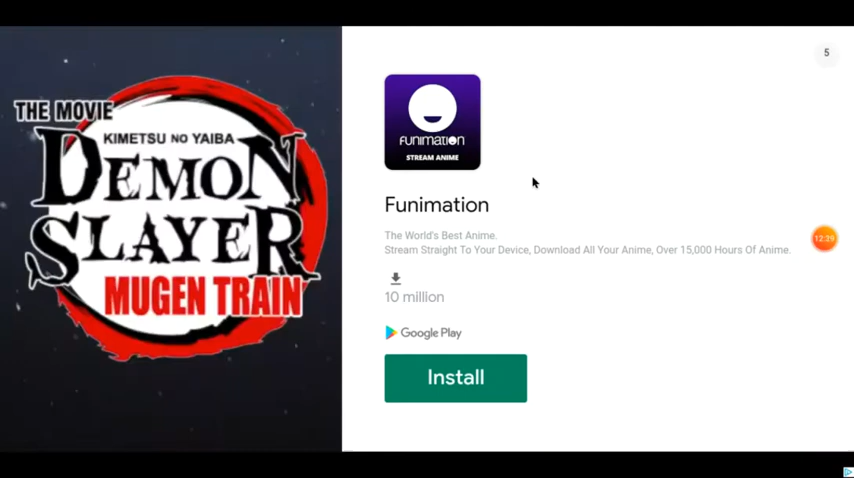 THE MOVIE
KIMETSU NO YAIBA
DEMON
SLAYER
MUGEN TRAIN
5
FUNIMATION
STREAM ANIME
Funimation
The World's Best Anime.
Stream Straight To Your Device, Download All Your Anime, Over 15,000 Hours Of Anime.
12:29
10 million
Google Play
Install